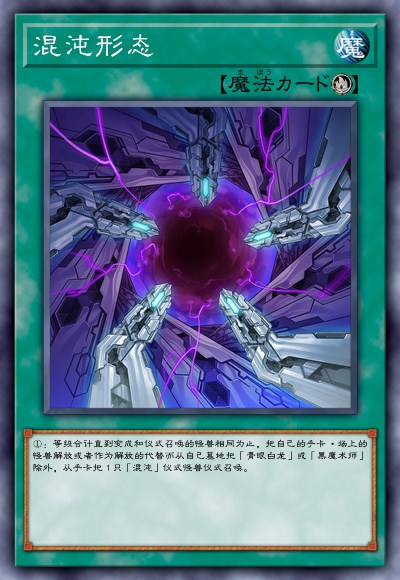 混沌形态
魔
【魔法カード】
ま ほう
①：等级合计直到变成和仪式召唤的怪兽相同为止，把自己的手卡·场上的
怪兽解放或者作为解放的代替而从自己墓地把「青眼白龙」或「黑魔术师」
除外，从手卡把1只「混沌」仪式怪兽仪式召唤。